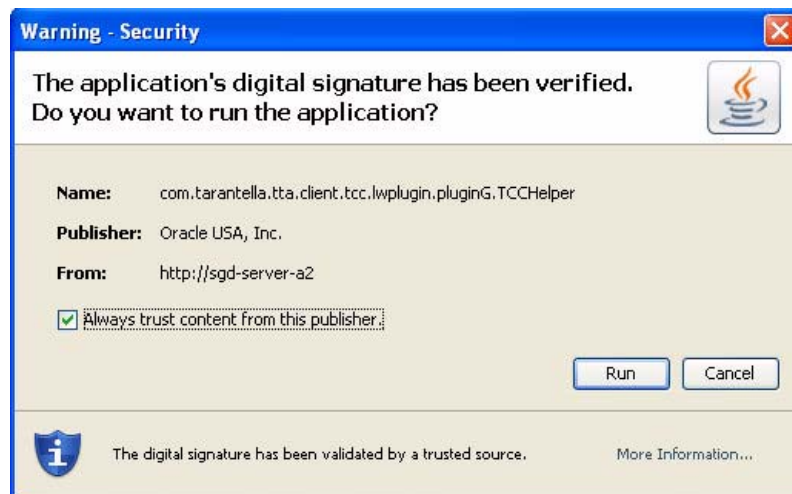 Warning - Security
The application's digital signature has been verified.
Do you want to run the application?
Name: com.tarantella.tta.client.tcc.lwplugin.pluginG.TCCHelper
Publisher: Oracle USA, Inc.
From: http://sgd-server-a2
Always trust content from this publisher.
Run Cancel
The digital signature has been validated by a trusted source. More Information...